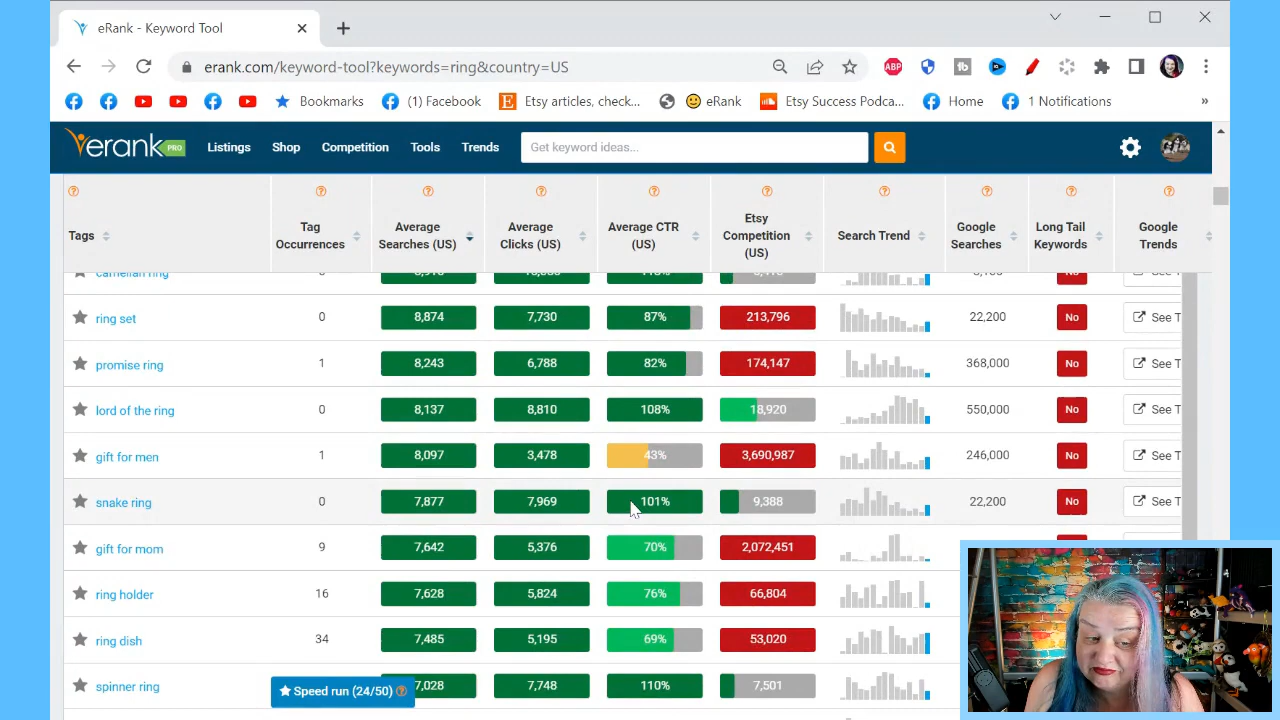 eRank - Keyword Tool
erank.com/keyword-tool?keywords=ring&country=US
ABP
tb
Bookmarks
(1) Facebook
E
Etsy articles, check...
eRank
Etsy Success Podca...
Home
1 Notifications
»
erank PRO
Listings
Shop
Competition
Tools
Trends
Get keyword ideas...
Tags
Tag Occurrences
Average Searches (US)
Average Clicks (US)
Average CTR (US)
Etsy Competition (US)
Search Trend
Google Searches
Long Tail Keywords
Google Trends
ring set 0 8,874 7,730 87% 213,796 22,200 No See T
promise ring 1 8,243 6,788 82% 174,147 368,000 No See T
lord of the ring 0 8,137 8,810 108% 18,920 550,000 No See T
gift for men 1 8,097 3,478 43% 3,690,987 246,000 No See T
snake ring 0 7,877 7,969 101% 9,388 22,200 No See T
gift for mom 9 7,642 5,376 70% 2,072,451
ring holder 16 7,628 5,824 76% 66,804
ring dish 34 7,485 5,195 69% 53,020
spinner ring 7,028 7,748 110% 7,501
Speed run (24/50)